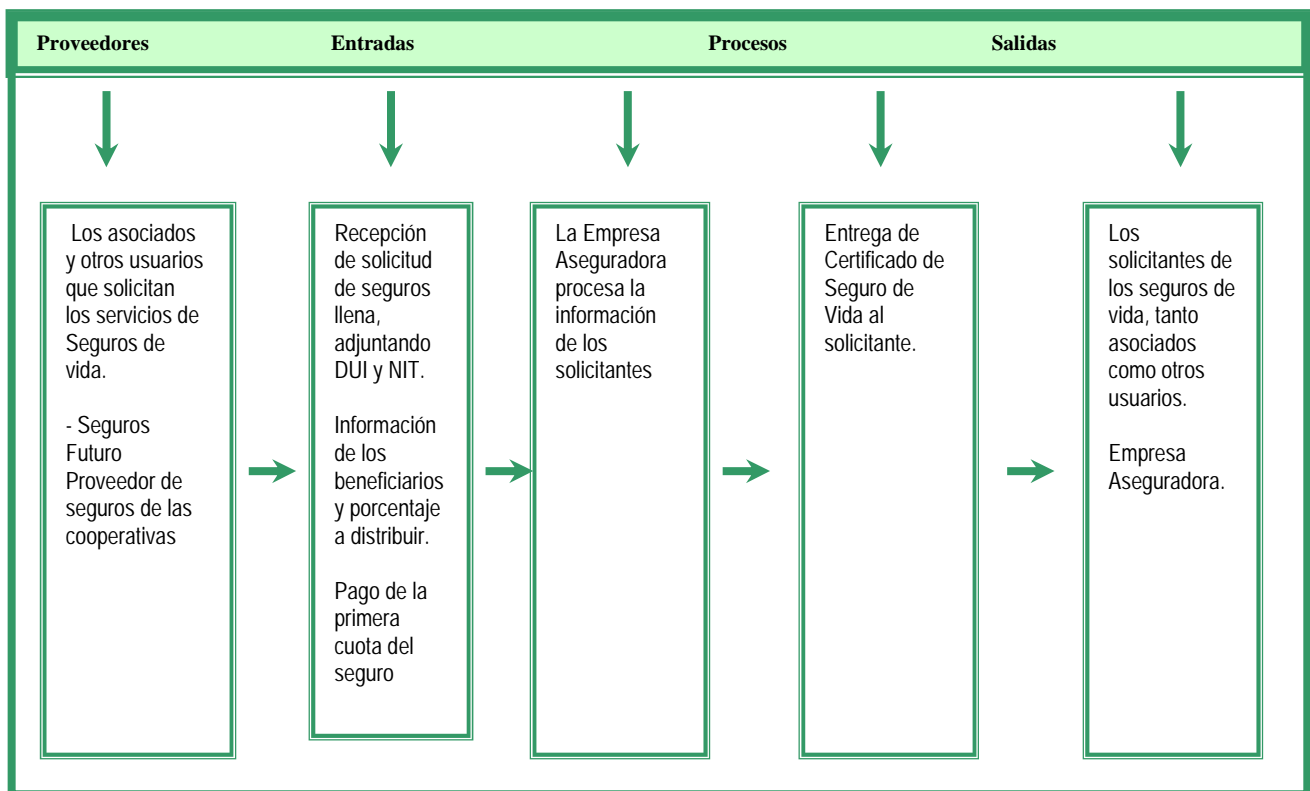 Proveedores Entradas Procesos Salidas
Los asociados
y otros usuarios
que solicitan
los servicios de
Seguros de
vida.
- Seguros
Futuro
Proveedor de
seguros de las
cooperativas
Recepción
de solicitud
de seguros
llena,
adjuntando
DUI y NIT.
Información
de los
beneficiarios
y porcentaje
a distribuir.
Pago de la
primera
cuota del
seguro
La Empresa
Aseguradora
procesa la
información
de los
solicitantes
Entrega de
Certificado de
Seguro de
Vida al
solicitante.
Los
solicitantes de
los seguros de
vida, tanto
asociados
como otros
usuarios.
Empresa
Aseguradora.